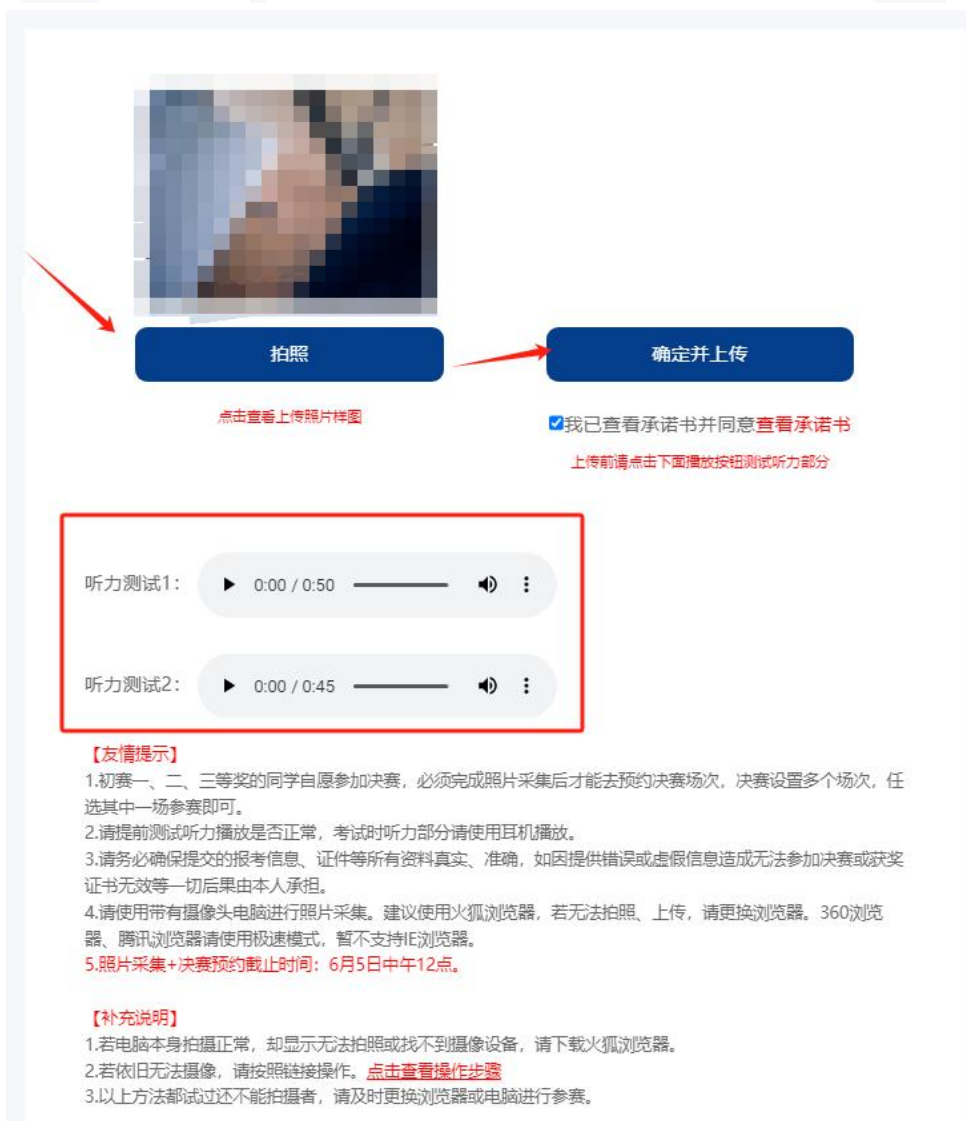 拍照
确定并上传
点击查看上传照片样图
我已查看承诺书并同意查看承诺书
上传前请点击下面播放按钮测试听力部分
听力测试1：
0:00 / 0:50
听力测试2：
0:00 / 0:45
【友情提示】
1.初赛一、二、三等奖的同学自愿参加决赛，必须完成照片采集后才能去预约决赛场次，决赛设置多个场次，任
选其中一场参赛即可。
2.请提前测试听力播放是否正常，考试时听力部分请使用耳机播放。
3.请务必确保提交的报考信息、证件等所有资料真实、准确，如因提供错误或虚假信息造成无法参加决赛或获奖
证书无效等一切后果由本人承担。
4.请使用带有摄像头电脑进行照片采集。建议使用火狐浏览器，若无法拍照、上传，请更换浏览器。360浏览
器、腾讯浏览器请使用极速模式，暂不支持IE浏览器。
5.照片采集+决赛预约截止时间：6月5日中午12点。
【补充说明】
1.若电脑本身拍摄正常，却显示无法拍照或找不到摄像设备，请下载火狐浏览器。
2.若依旧无法摄像，请按照链接操作。点击查看操作步骤
3.以上方法都试过还不能拍摄者，请及时更换浏览器或电脑进行参赛。